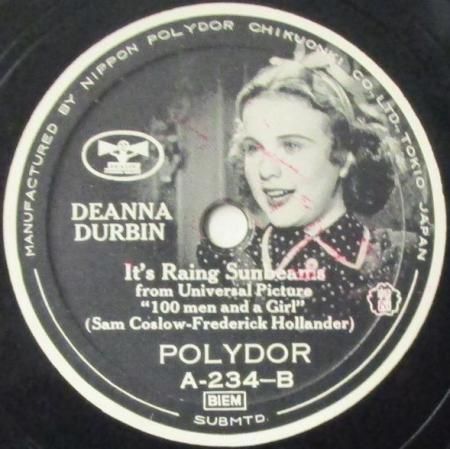 MANUFACTURED BY NIPPON POLYDOR CHIKUONKI CO., LTD-TOKIO JAPAN
DEANNA
DURBIN
It's Raing Sunbeams
from Universal Picture
"100 men and a Girl"
(Sam Coslow-Frederick Hollander)
POLYDOR
A-234-B
BIEM
SUBMTD.